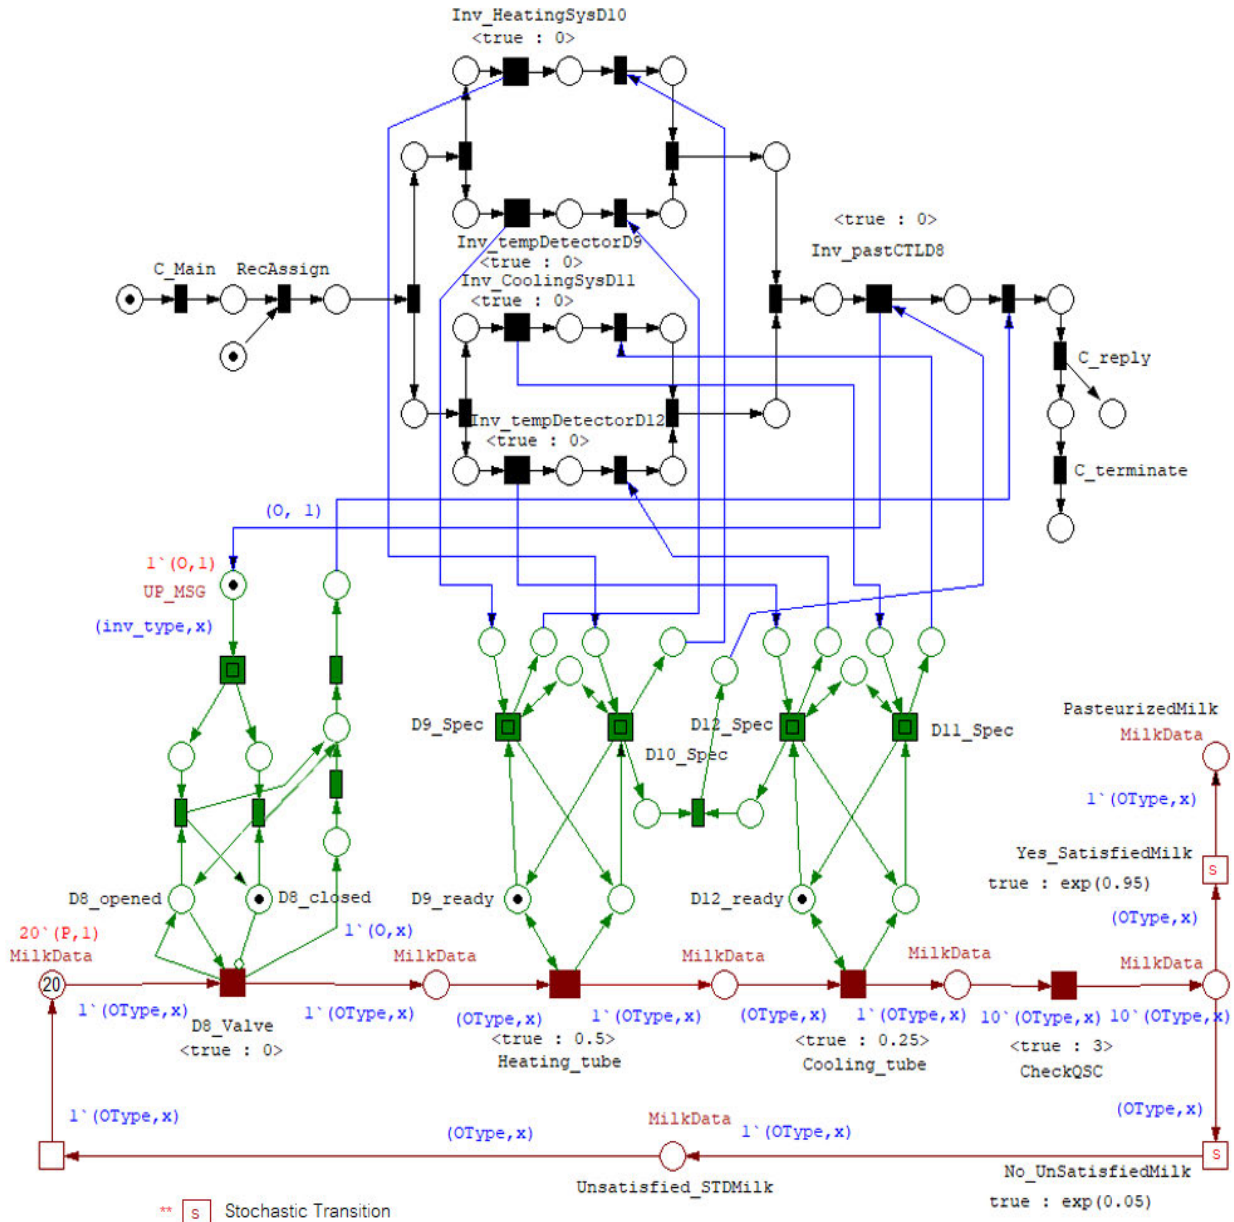 Inv_HeatingSysD10
<true : 0>
<true : 0>
Inv_tempDetectorD9
<true : 0>
Inv_pastCTLD8
C_Main
RecAssign
Inv_CoolingSysD11
<true : 0>
C_reply
Inv_tempDetectorD12
<true : 0>
C_terminate
(O, 1)
1`(O,1)
UP_MSG
(inv_type,x)
D9_Spec
D10_Spec
D12_Spec
D11_Spec
PasteurizedMilk
MilkData
1`(OType,x)
Yes_SatisfiedMilk
S
true : exp(0.95)
D8_opened
D8_closed
D9_ready
D12_ready
(OType,x)
20`(P,1)
1`(O,x)
MilkData
MilkData
MilkData
MilkData
MilkData
20
1`(OType,x)
1`(OType,x)
(OType,x)
1`(OType,x)
(OType,x)
1`(OType,x)
10`(OType,x)
10`(OType,x)
D8_Valve
<true : 0>
<true : 0.5>
Heating_tube
<true : 0.25>
Cooling_tube
<true : 3>
CheckQSC
1`(OType,x)
(OType,x)
MilkData
1`(OType,x)
(OType,x)
S
Unsatisfied_STDMilk
No_UnSatisfiedMilk
true : exp(0.05)
** S Stochastic Transition